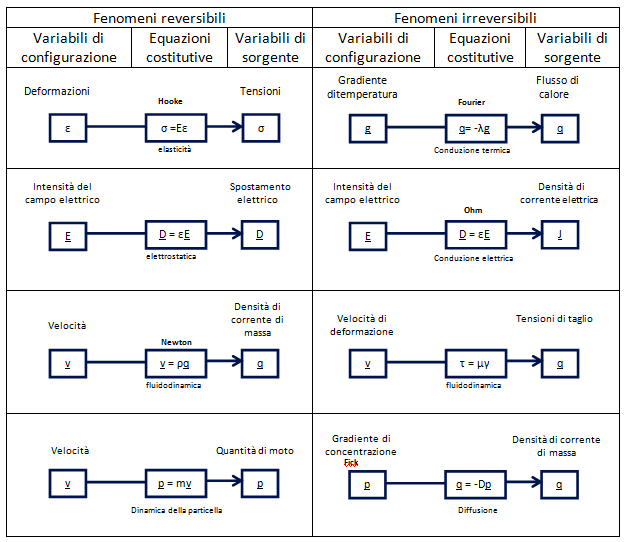 Fenomeni reversibili
Fenomeni irreversibili
Variabili di
configurazione
Equazioni
costitutive
Variabili di
sorgente
Variabili di
configurazione
Equazioni
costitutive
Variabili di
sorgente
Deformazioni
Tensioni
Hooke
ε
σ =Eε
σ
elasticità
Gradiente
ditemperatura
Flusso di
calore
Fourier
g
q= -λg
q
Conduzione termica
Intensità del
campo elettrico
Spostamento
elettrico
E
D = εE
D
elettrostatica
Intensità del
campo elettrico
Densità di
corrente elettrica
Ohm
E
D = εE
J
Conduzione elettrica
Velocità
Densità di
corrente di
massa
Newton
v
v = ρq
q
fluidodinamica
Velocità di
deformazione
Tensioni di taglio
v
τ = μγ
q
fluidodinamica
Velocità
Quantità di moto
v
p = mv
p
Dinamica della particella
Gradiente di
concentrazione
Densità di corrente
di massa
Fick
p
q = -Dp
q
Diffusione